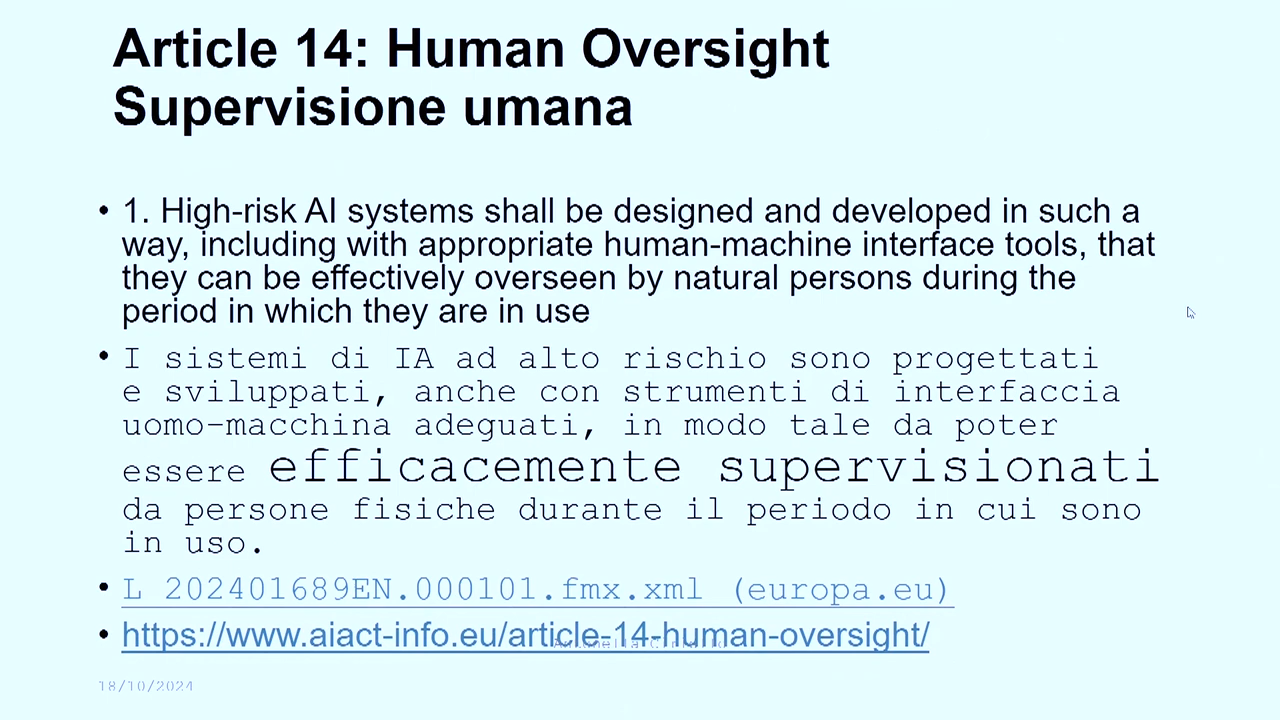 Article 14: Human Oversight
Supervisione umana
• 1. High-risk AI systems shall be designed and developed in such a
way, including with appropriate human-machine interface tools, that
they can be effectively overseen by natural persons during the
period in which they are in use
• I sistemi di IA ad alto rischio sono progettati
e sviluppati, anche con strumenti di interfaccia
uomo-macchina adeguati, in modo tale da poter
essere efficacemente supervisionati
da persone fisiche durante il periodo in cui sono
in uso.
• L_202401689EN.000101.fmx.xml (europa.eu)
• https://www.aiact-info.eu/article-14-human-oversight/
Antonella
18/10/2024